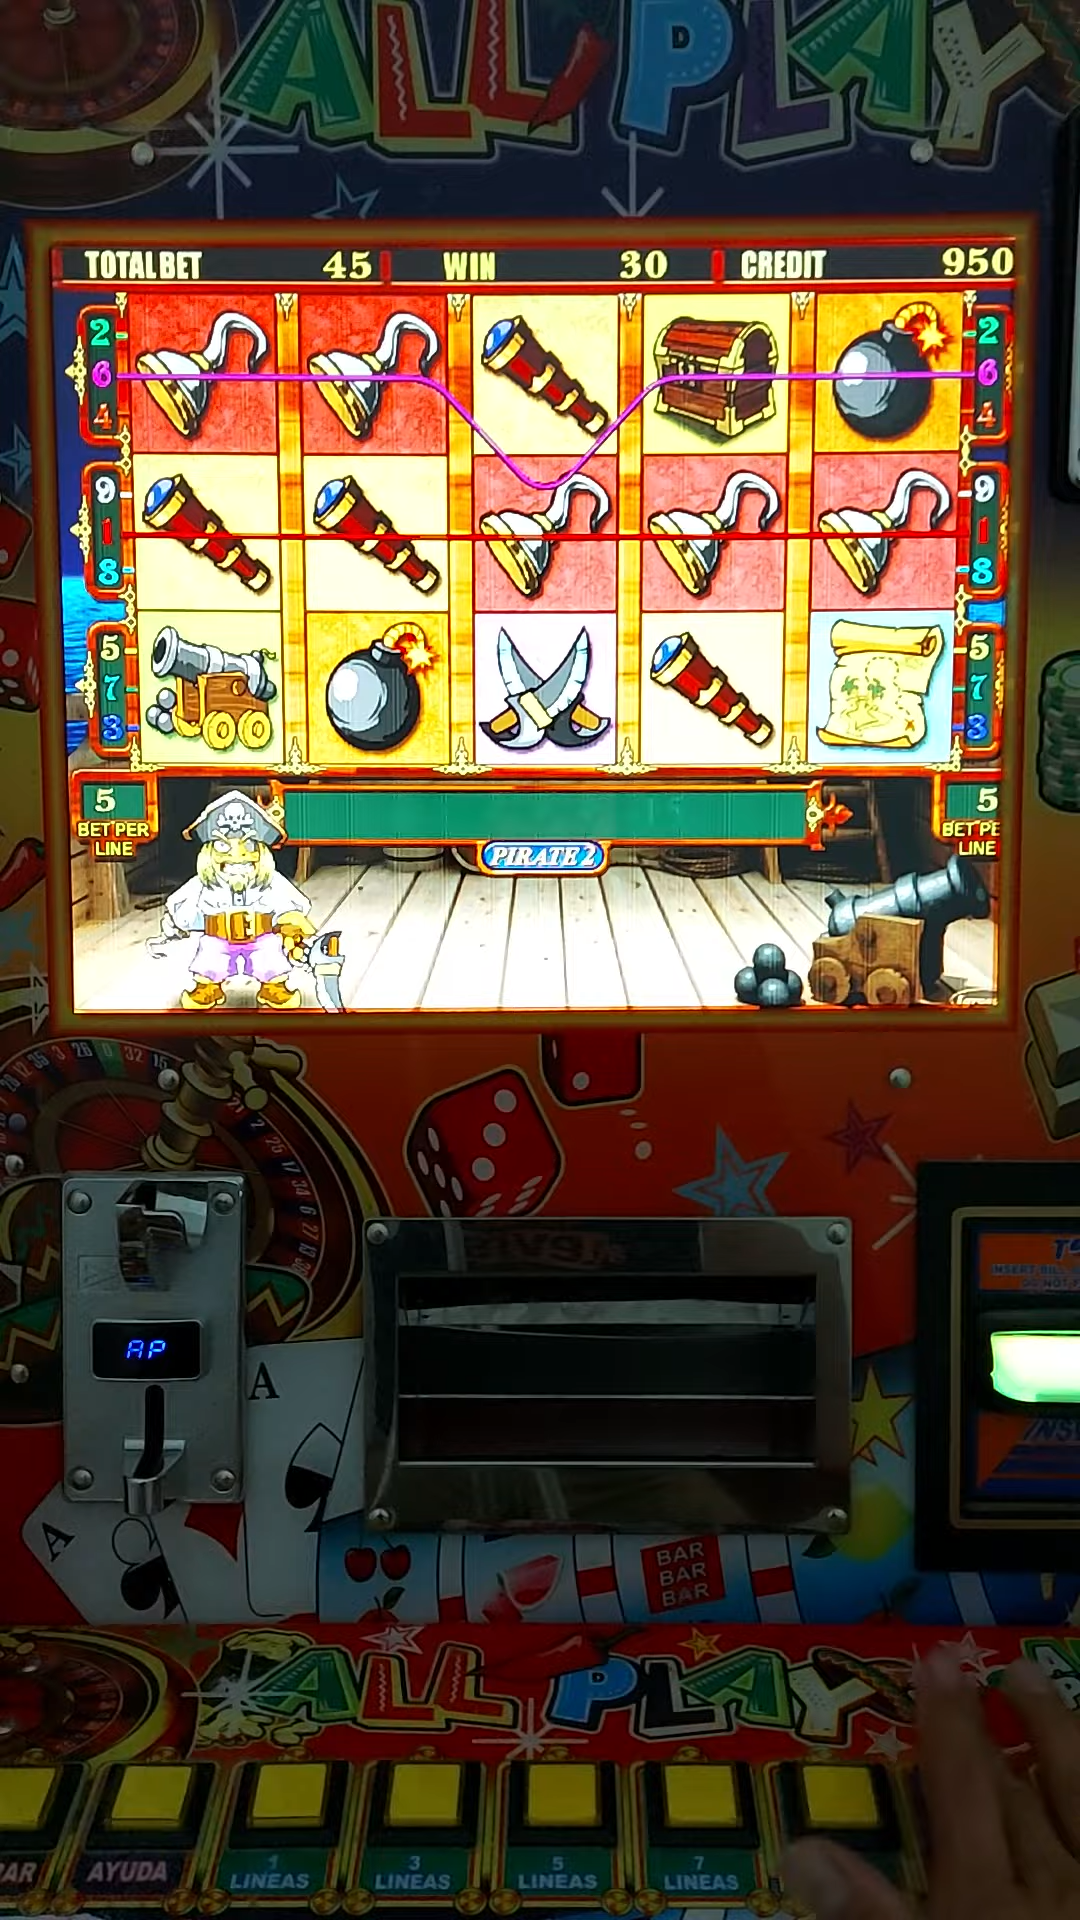 ALL PLAY
TOTAL BET 45 WIN 30 CREDIT 950
2 2
6 6
4 4
9 9
1 1
8 8
5 5
7 7
3 3
5 5
BET PER BET PE
LINE LINE
PIRATE 2
AP
A
A
BAR
BAR
BAR
ALL PLAY
AYUDA
1 LINEAS
3 LINEAS
5 LINEAS
7 LINEAS